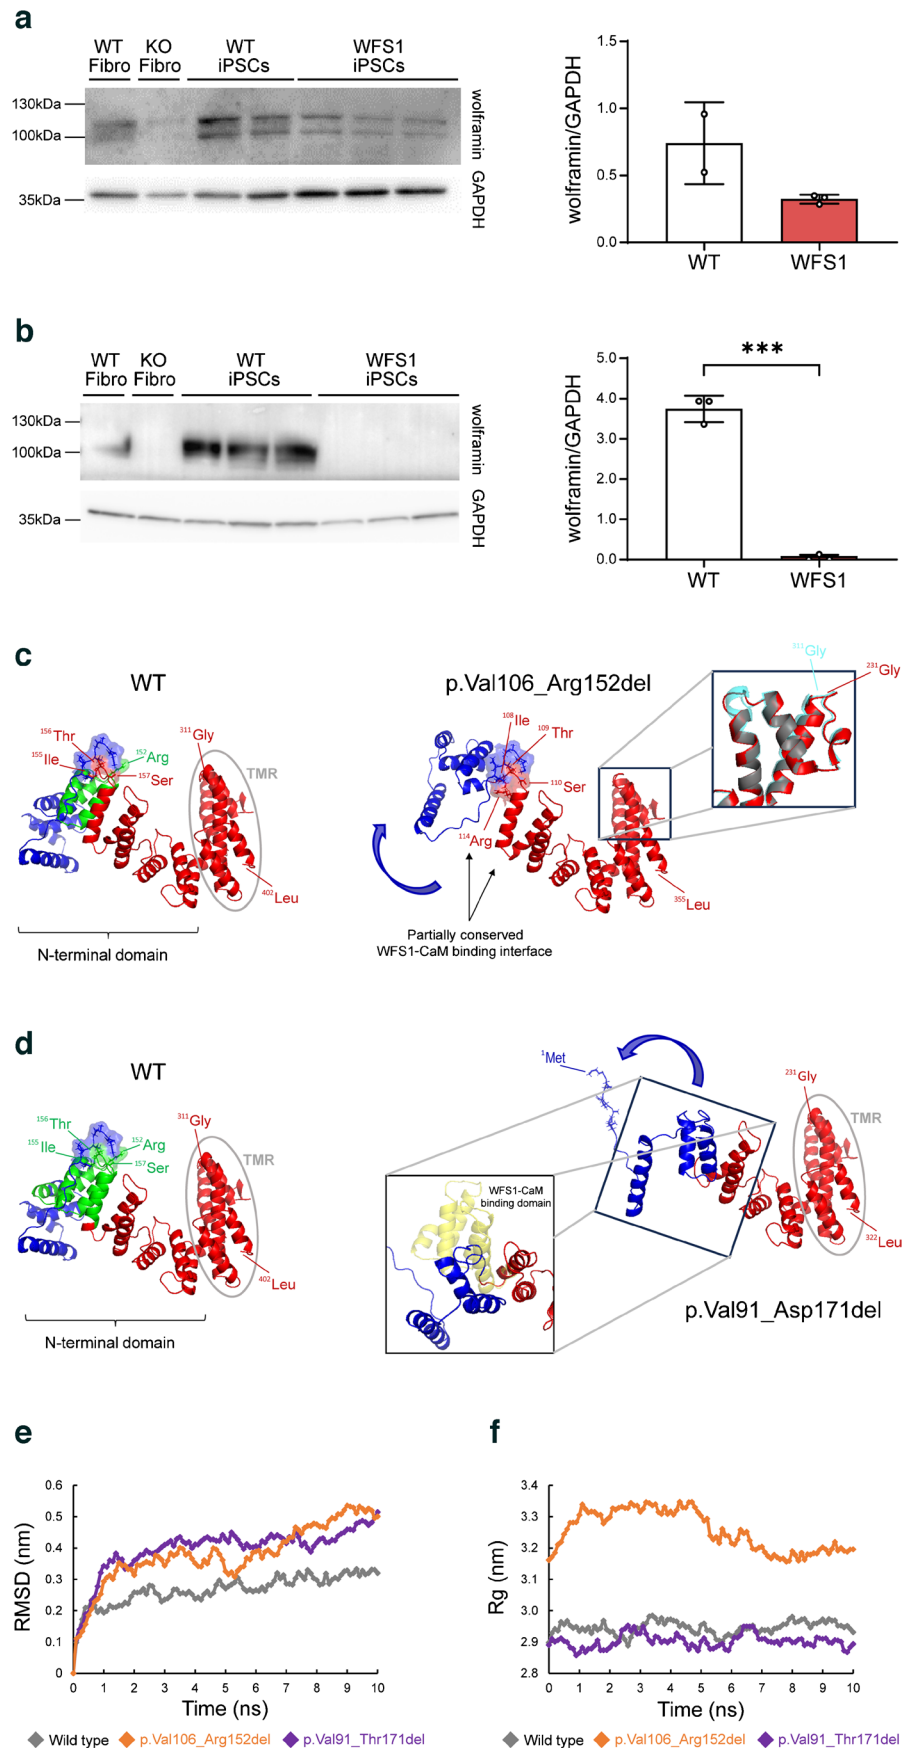 a
WT
Fibro
KO
Fibro
WT
iPSCs
WFS1
iPSCs
130kDa
100kDa
35kDa
wolframin
GAPDH
wolframin/GAPDH
1.5
1.0
0.5
0.0
WT
WFS1
b
WT
Fibro
KO
Fibro
WT
iPSCs
WFS1
iPSCs
130kDa
100kDa
35kDa
wolframin
GAPDH
wolframin/GAPDH
5.0
4.0
3.0
2.0
1.0
0.0
***
WT
WFS1
c
WT
156Thr
155Ile
152Arg
157Ser
311Gly
TMR
402Leu
N-terminal domain
p.Val106_Arg152del
108Ile
109Thr
110Ser
114Arg
355Leu
311Gly
231Gly
Partially conserved
WFS1-CaM binding interface
d
WT
156Thr
155Ile
152Arg
157Ser
311Gly
TMR
402Leu
N-terminal domain
1Met
231Gly
TMR
322Leu
WFS1-CaM
binding domain
p.Val91_Asp171del
e
RMSD (nm)
0.6
0.5
0.4
0.3
0.2
0.1
0
0 1 2 3 4 5 6 7 8 9 10
Time (ns)
Wild type p.Val106_Arg152del p.Val91_Thr171del
f
Rg (nm)
3.4
3.3
3.2
3.1
3.0
2.9
2.8
0 1 2 3 4 5 6 7 8 9 10
Time (ns)
Wild type p.Val106_Arg152del p.Val91_Thr171del